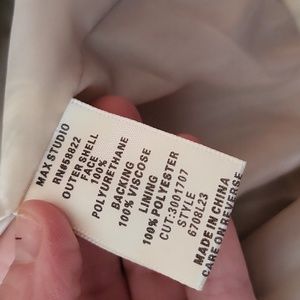 MAX STUDIO
RN#58822
OUTER SHELL
FACE
100%
POLYURETHANE
BACKING
100% VISCOSE
LINING
100% POLYESTER
CUT:3001707
STYLE
6708L23
MADE IN CHINA
CARE ON REVERSE